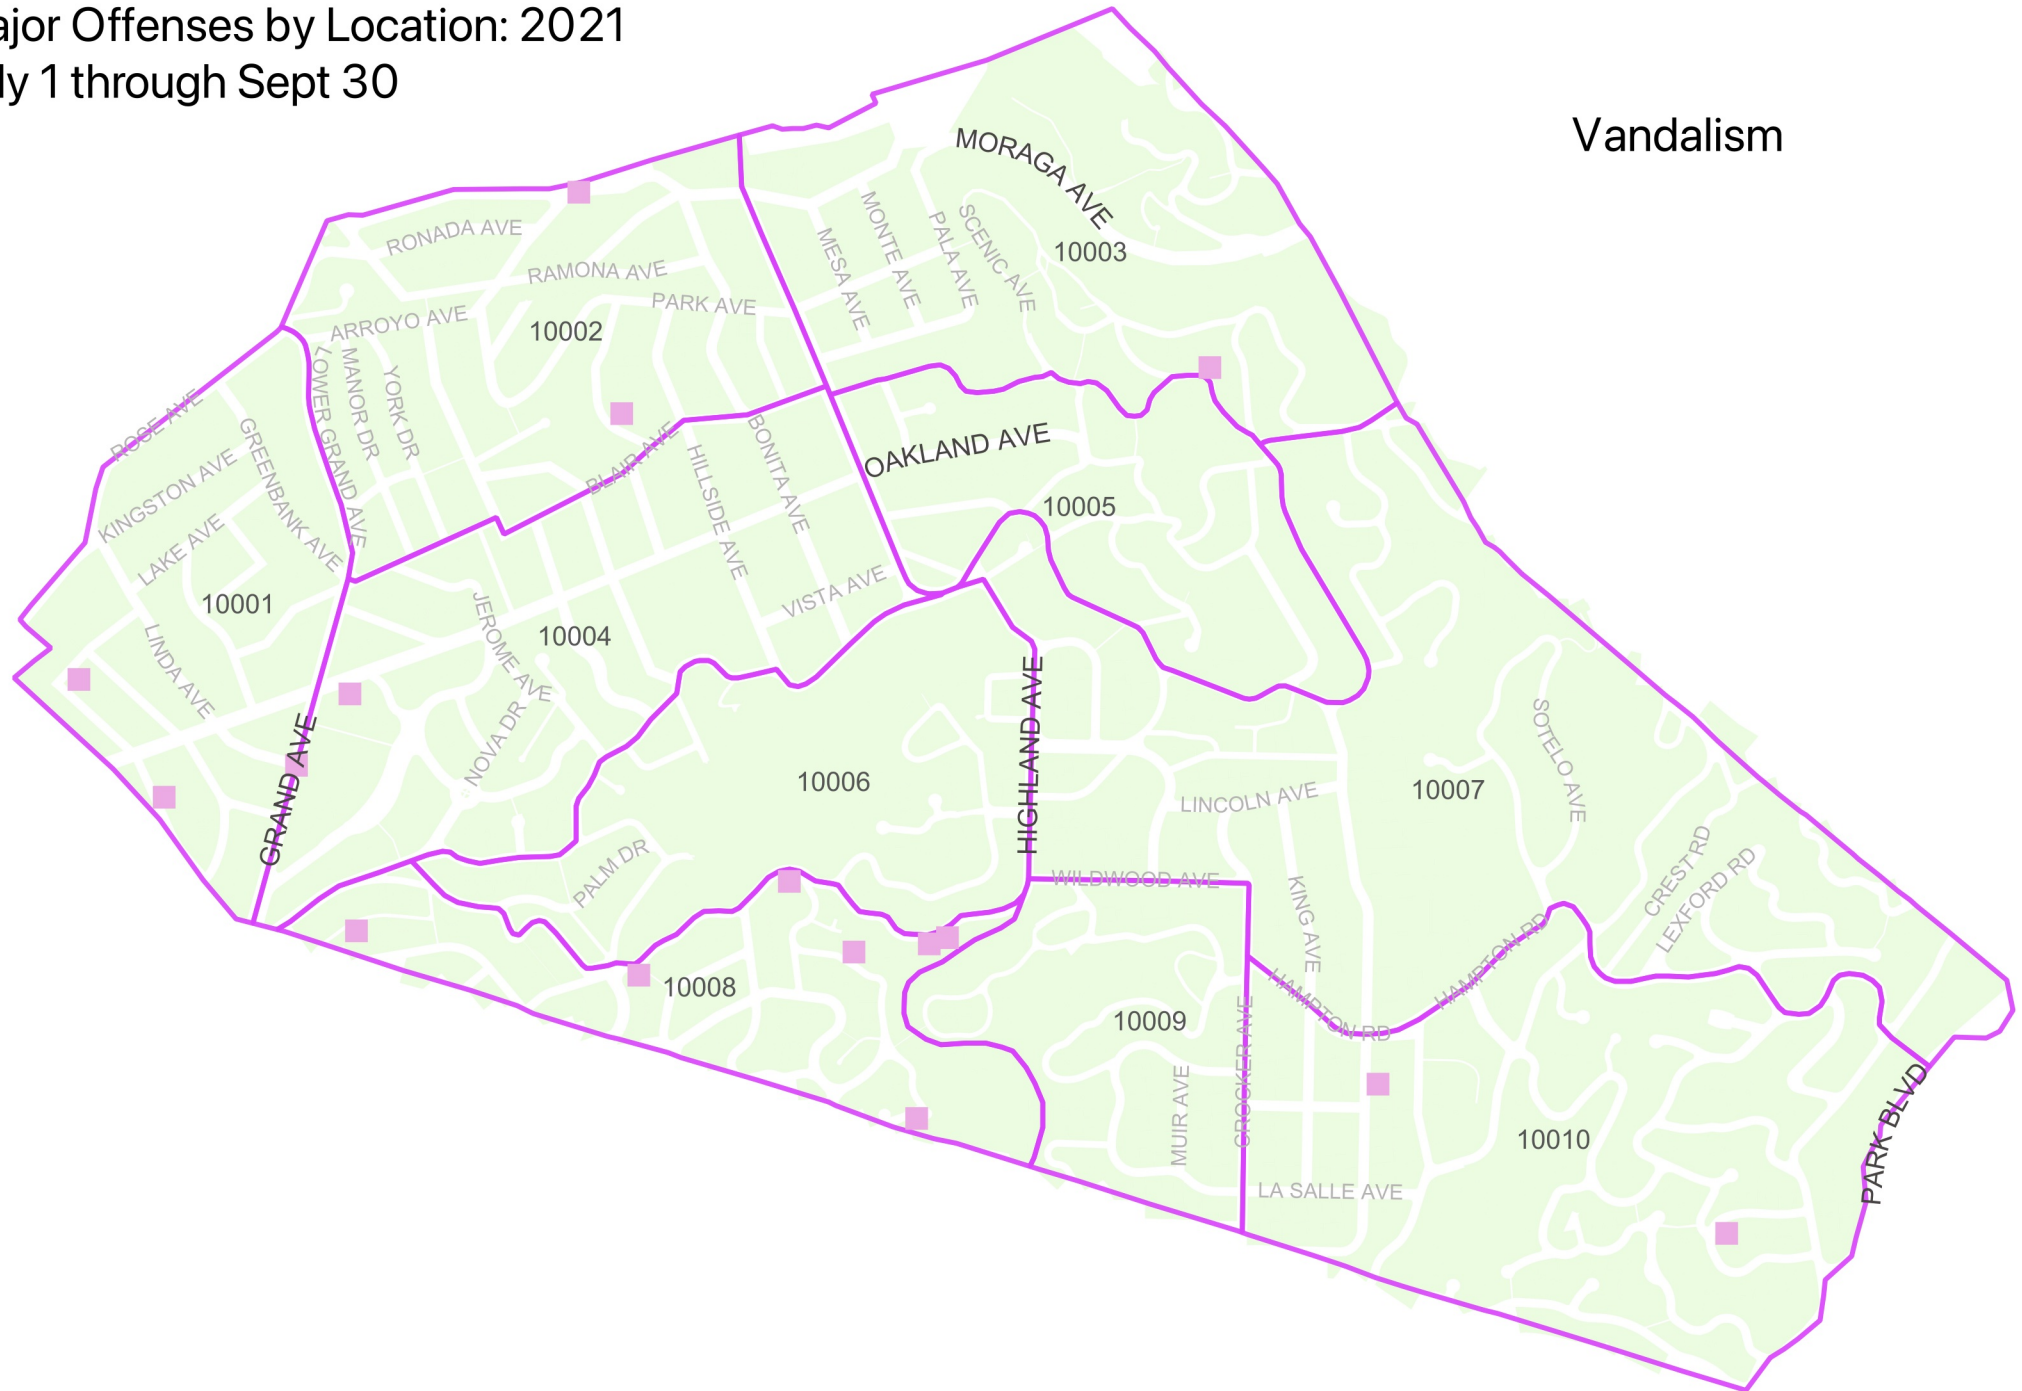 ajor Offenses by Location: 2021
ly 1 through Sept 30
Vandalism
MORAGA AVE
RONADA AVE
MONTE AVE
PALA AVE
SCENIC AVE
MESA AVE
10003
RAMONA AVE
PARK AVE
ARROYO AVE
10002
LOWER GRAND AVE
MANOR DR
YORK DR
ROSE AVE
GREENBANK AVE
KINGSTON AVE
BLAIR AVE
HILLSIDE AVE
BONITA AVE
OAKLAND AVE
10005
LAKE AVE
10001
VISTA AVE
JEROME AVE
10004
LINDA AVE
NOVA DR
GRAND AVE
HIGHLAND AVE
10006
SOTELO AVE
LINCOLN AVE
10007
PALM DR
WILDWOOD AVE
KING AVE
CREST RD
LEXFORD RD
HAMPTON RD
HAMPTON RD
10008
10009
CROCKER AVE
MUIR AVE
10010
PARK BLVD
LA SALLE AVE